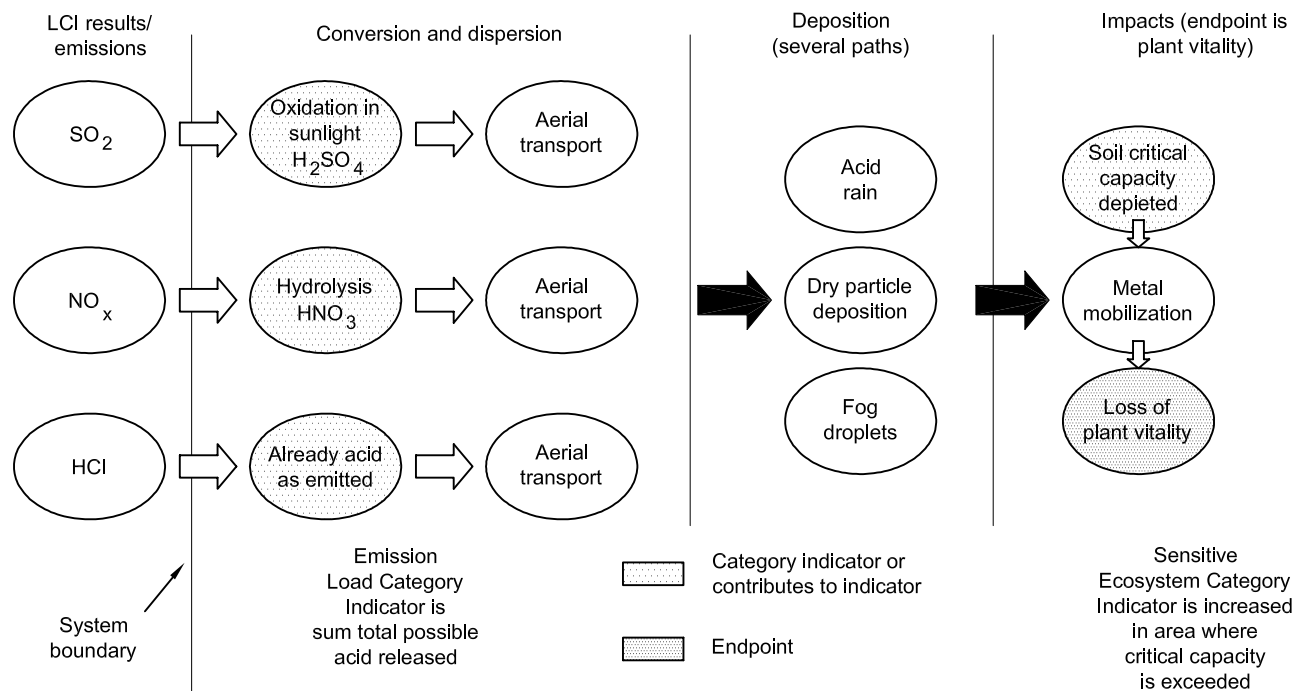 LCI results/
emissions
Conversion and dispersion
Deposition
(several paths)
Impacts (endpoint is
plant vitality)
SO2
Oxidation in
sunlight
H2SO4
Aerial
transport
Acid
rain
Soil critical
capacity
depleted
NOx
Hydrolysis
HNO3
Aerial
transport
Dry particle
deposition
Metal
mobilization
HCl
Already acid
as emitted
Aerial
transport
Fog
droplets
Loss of
plant vitality
System
boundary
Emission
Load Category
Indicator is
sum total possible
acid released
Category indicator or
contributes to indicator
Endpoint
Sensitive
Ecosystem Category
Indicator is increased
in area where
critical capacity
is exceeded